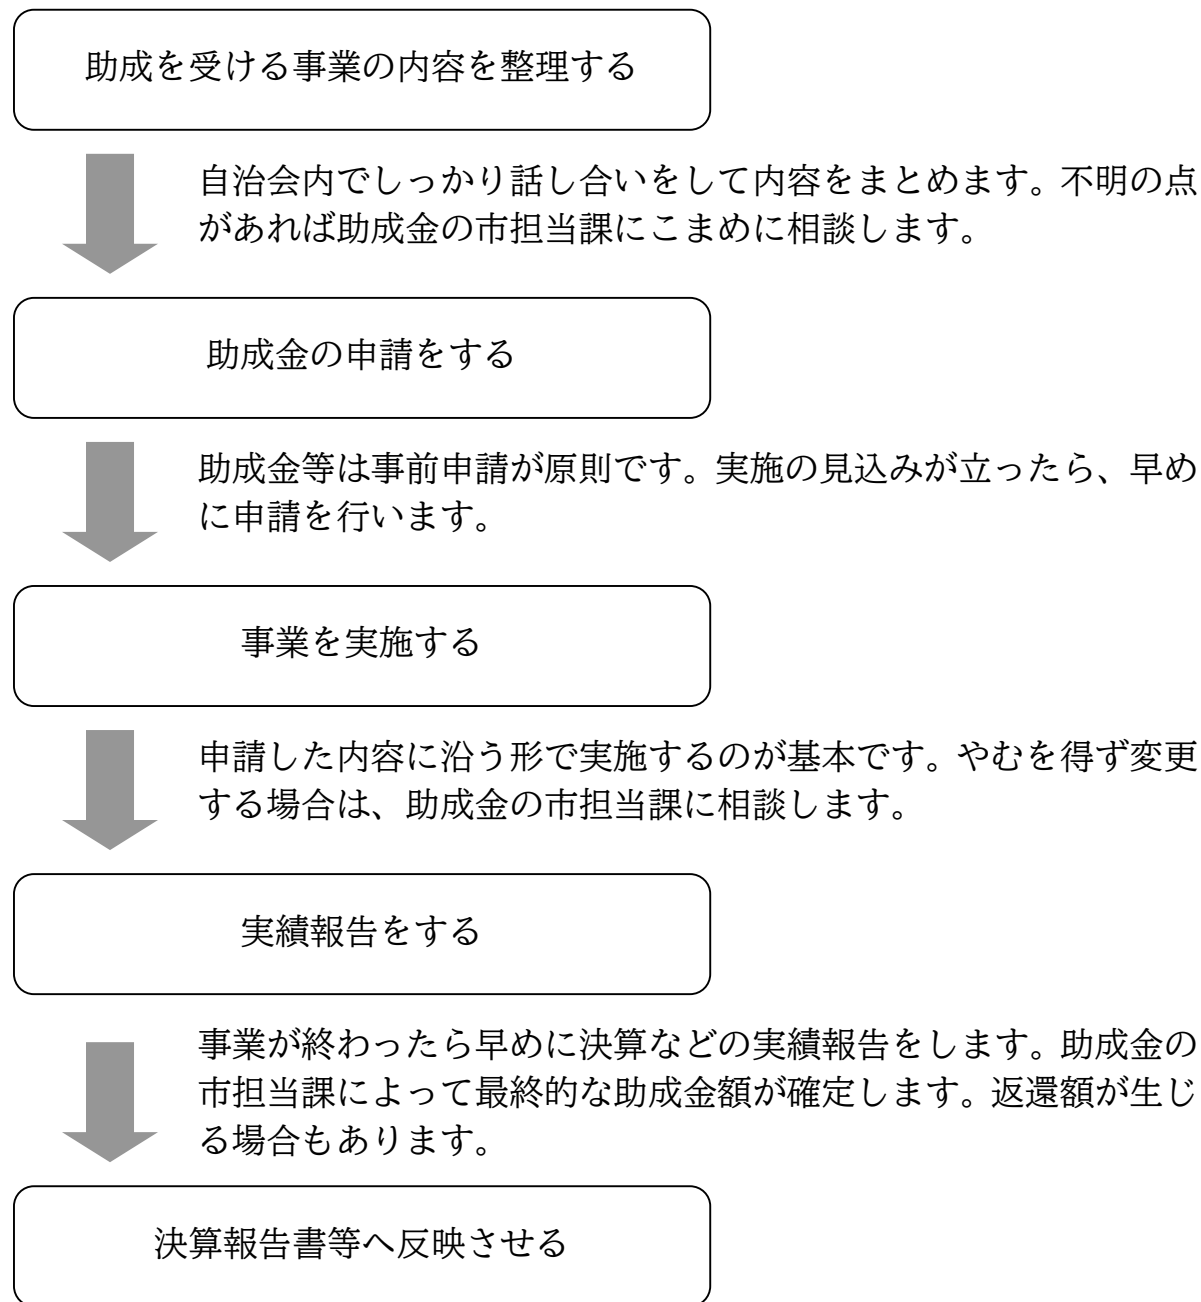 助成を受ける事業の内容を整理する
自治会内でしっかり話し合いをして内容をまとめます。不明の点
があれば助成金の市担当課にこまめに相談します。
助成金の申請をする
助成金等は事前申請が原則です。実施の見込みが立ったら、早め
に申請を行います。
事業を実施する
申請した内容に沿う形で実施するのが基本です。やむを得ず変更
する場合は、助成金の市担当課に相談します。
実績報告をする
事業が終わったら早めに決算などの実績報告をします。助成金の
市担当課によって最終的な助成金額が確定します。返還額が生じ
る場合もあります。
決算報告書等へ反映させる